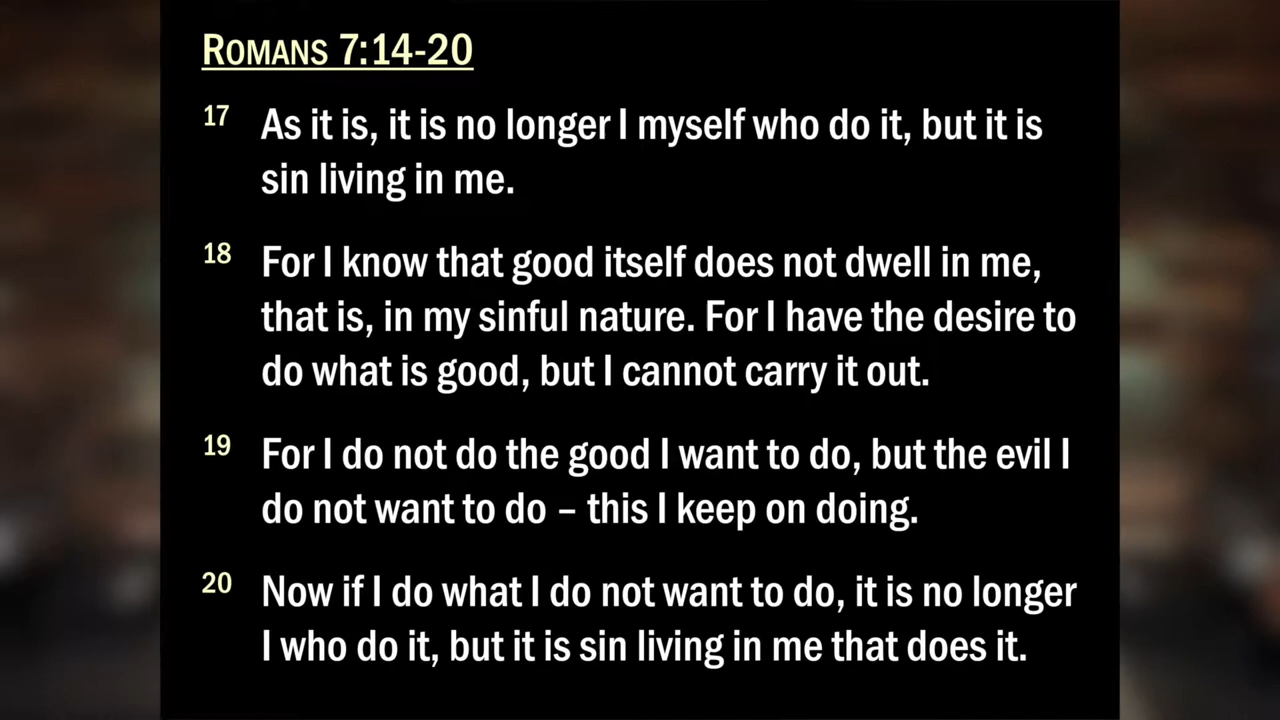 ROMANS 7:14-20
17 As it is, it is no longer I myself who do it, but it is
sin living in me.
18 For I know that good itself does not dwell in me,
that is, in my sinful nature. For I have the desire to
do what is good, but I cannot carry it out.
19 For I do not do the good I want to do, but the evil I
do not want to do – this I keep on doing.
20 Now if I do what I do not want to do, it is no longer
I who do it, but it is sin living in me that does it.